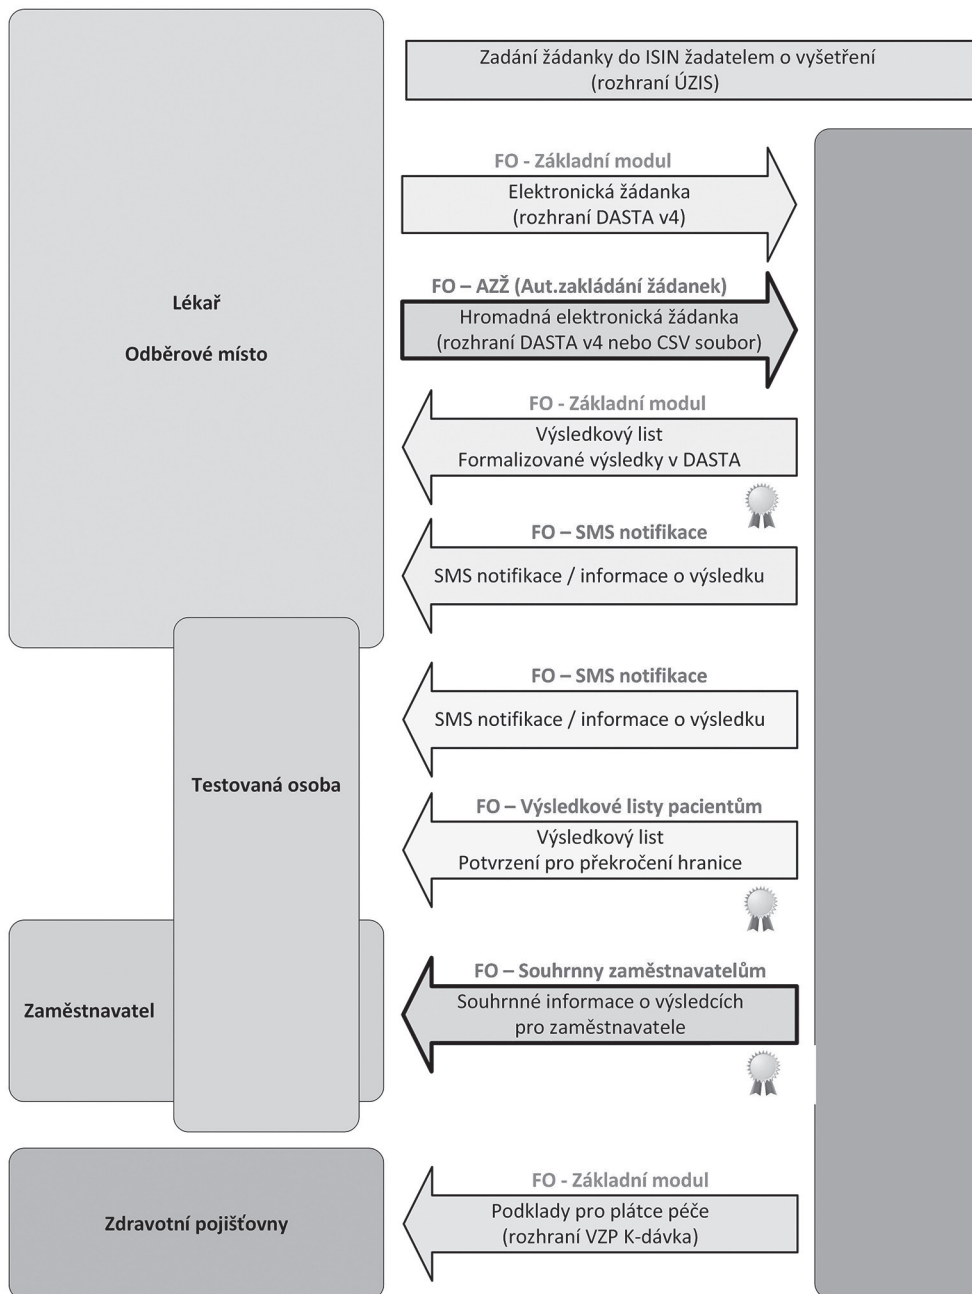 Zadání žádanky do ISIN žadatelem o vyšetření
(rozhraní ÚZIS)
FO - Základní modul
Elektronická žádanka
(rozhraní DASTA v4)
FO – AZŽ (Aut.zakládání žádanek)
Hromadná elektronická žádanka
(rozhraní DASTA v4 nebo CSV soubor)
Lékař
Odběrové místo
FO - Základní modul
Výsledkový list
Formalizované výsledky v DASTA
FO – SMS notifikace
SMS notifikace / informace o výsledku
FO – SMS notifikace
SMS notifikace / informace o výsledku
Testovaná osoba
FO – Výsledkové listy pacientům
Výsledkový list
Potvrzení pro překročení hranice
FO – Souhrnny zaměstnavatelům
Souhrnné informace o výsledcích
pro zaměstnavatele
Zaměstnavatel
FO - Základní modul
Podklady pro plátce péče
(rozhraní VZP K-dávka)
Zdravotní pojišťovny